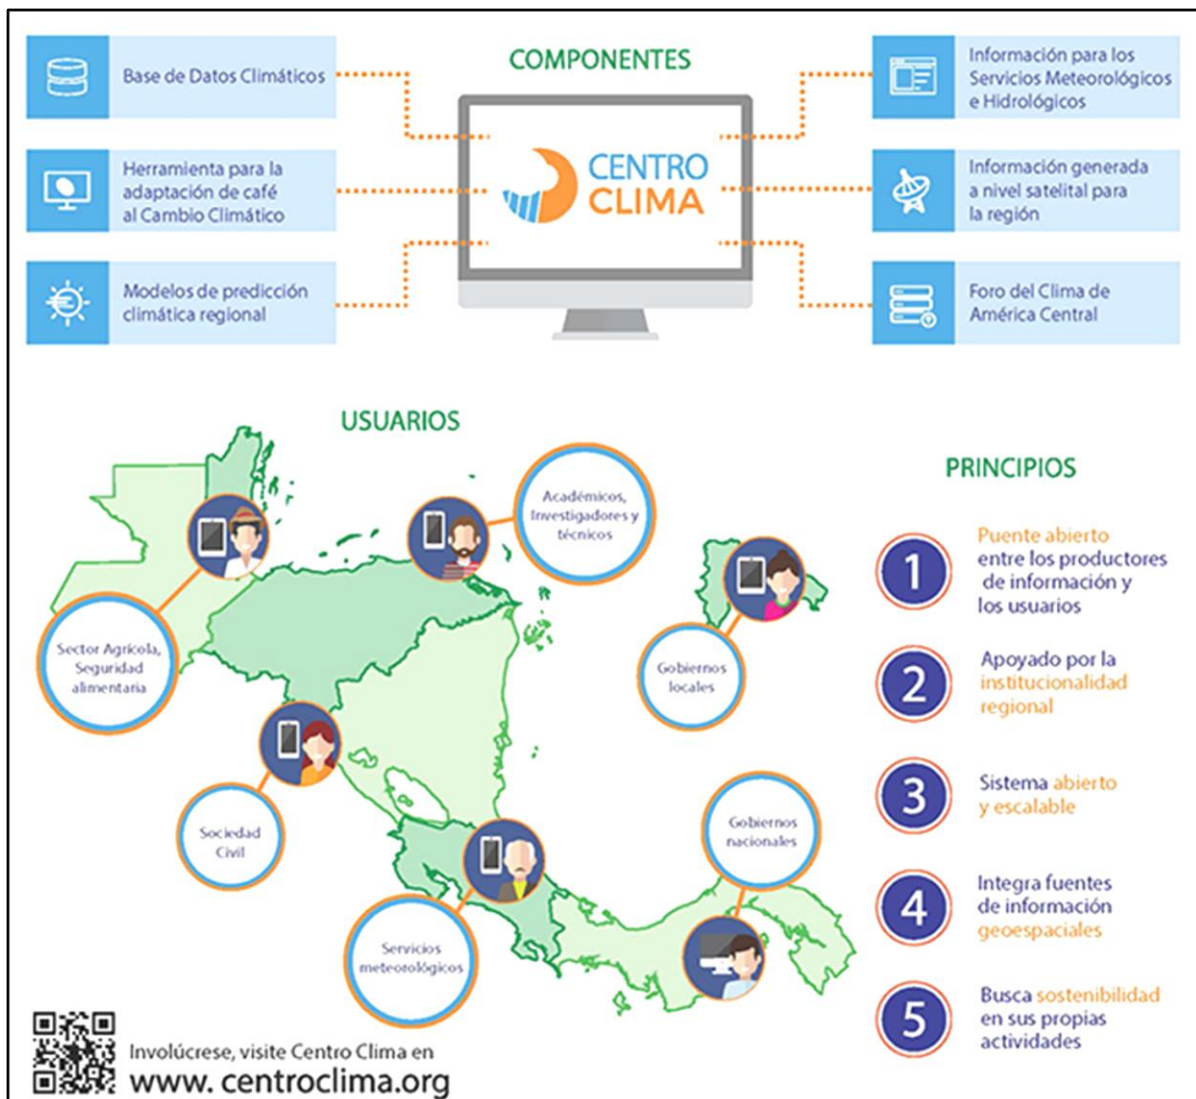 COMPONENTES
Base de Datos Climáticos
Herramienta para la
adaptación de café
al Cambio Climático
Modelos de predicción
climática regional
CENTRO
CLIMA
Información para los
Servicios Meteorológicos
e Hidrológicos
Información generada
a nivel satelital para
la región
Foro del Clima de
América Central
USUARIOS
Académicos,
Investigadores y
técnicos
Sector Agrícola,
Seguridad
alimentaria
Gobiernos
locales
Sociedad
Civil
Gobiernos
nacionales
Servicios
meteorológicos
PRINCIPIOS
1
Puente abierto
entre los productores
de información y
los usuarios
2
Apoyado por la
institucionalidad
regional
3
Sistema abierto
y escalable
4
Integra fuentes
de información
geoespaciales
5
Busca sostenibilidad
en sus propias
actividades
Involúcrese, visite Centro Clima en
www. centroclima.org